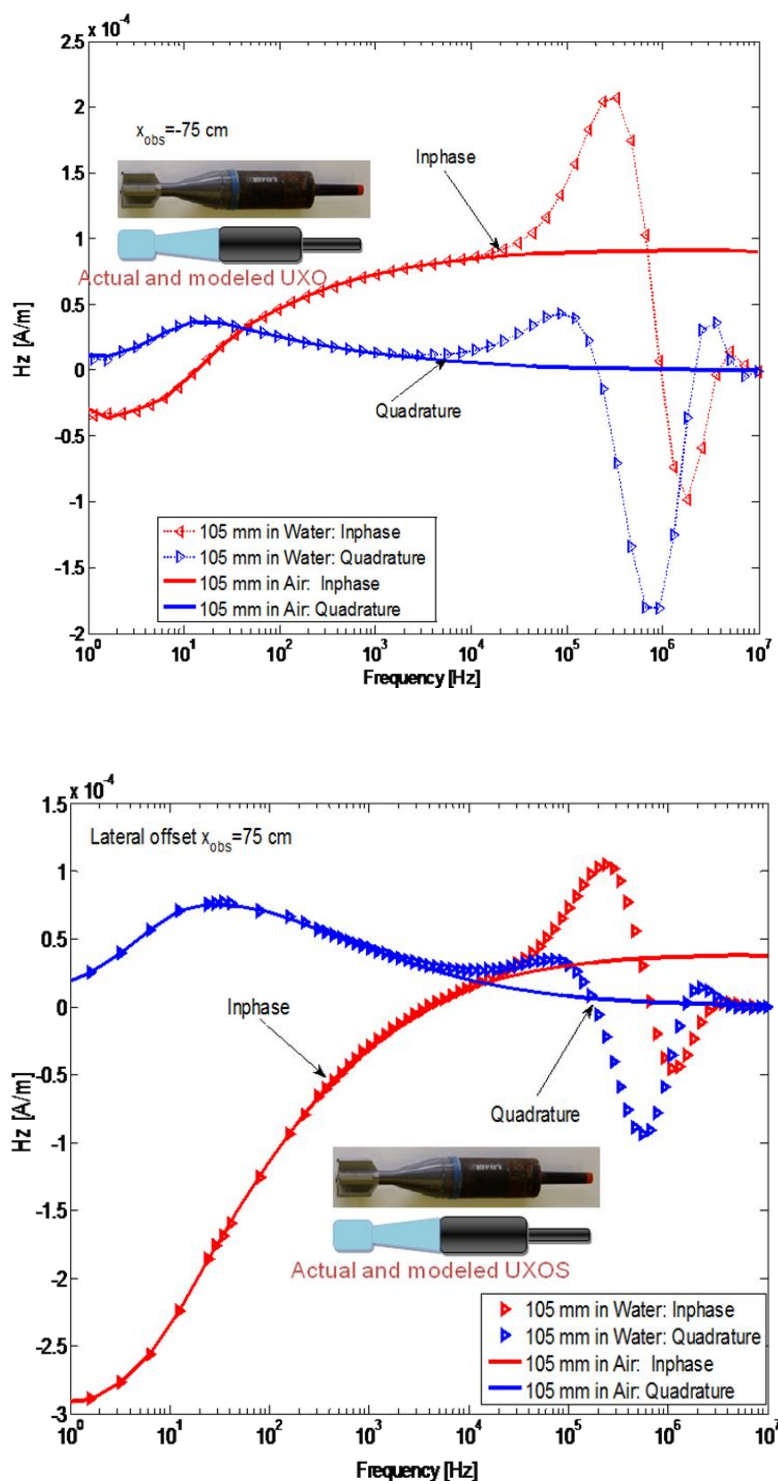 x 10⁻⁴
2.5
2
1.5
1
0.5
0
-0.5
-1
-1.5
-2
Hz [A/m]
x_obs=-75 cm
Inphase
Actual and modeled UXO
Quadrature
105 mm in Water: Inphase
105 mm in Water: Quadrature
105 mm in Air: Inphase
105 mm in Air: Quadrature
10⁰ 10¹ 10² 10³ 10⁴ 10⁵ 10⁶ 10⁷
Frequency [Hz]
x 10⁻⁴
1.5
1
0.5
0
-0.5
-1
-1.5
-2
-2.5
-3
Hz [A/m]
Lateral offset x_obs=75 cm
Inphase
Quadrature
Actual and modeled UXOS
105 mm in Water: Inphase
105 mm in Water: Quadrature
105 mm in Air: Inphase
105 mm in Air: Quadrature
10⁰ 10¹ 10² 10³ 10⁴ 10⁵ 10⁶ 10⁷
Frequency [Hz]